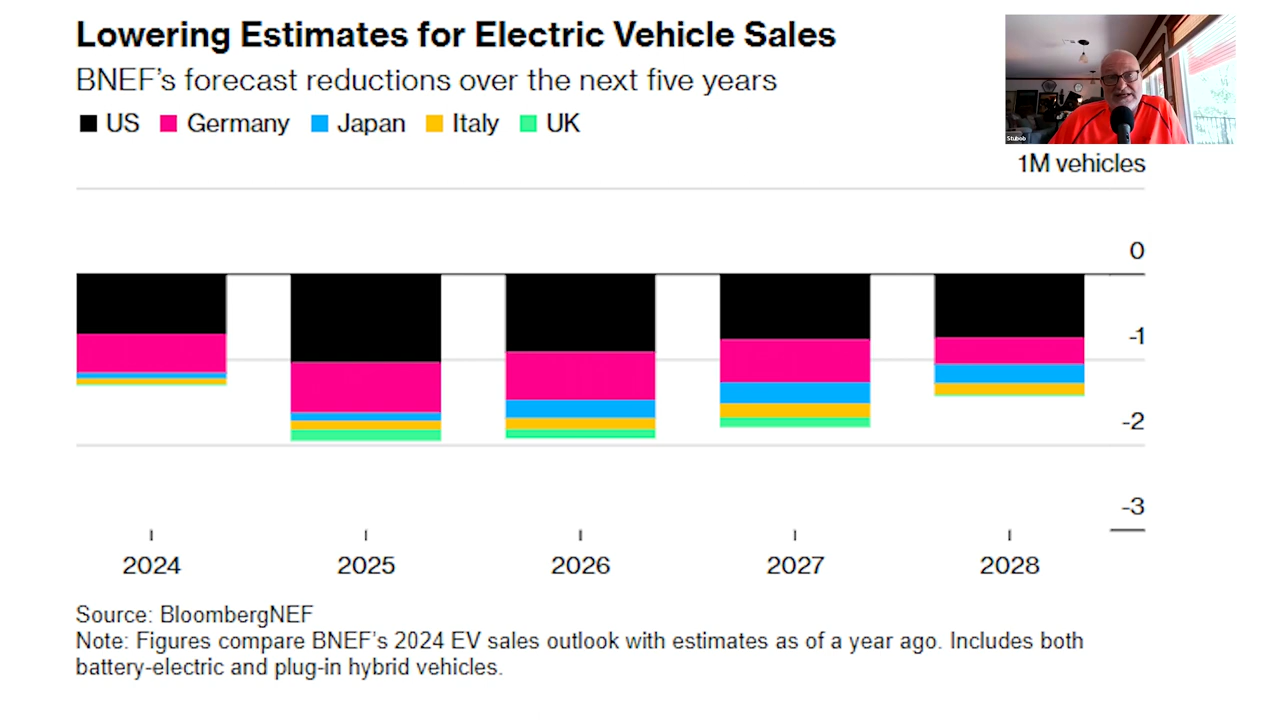 Lowering Estimates for Electric Vehicle Sales
BNEF’s forecast reductions over the next five years
US Germany Japan Italy UK
Stubob
1M vehicles
0
-1
-2
-3
2024 2025 2026 2027 2028
Source: BloombergNEF
Note: Figures compare BNEF’s 2024 EV sales outlook with estimates as of a year ago. Includes both
battery-electric and plug-in hybrid vehicles.